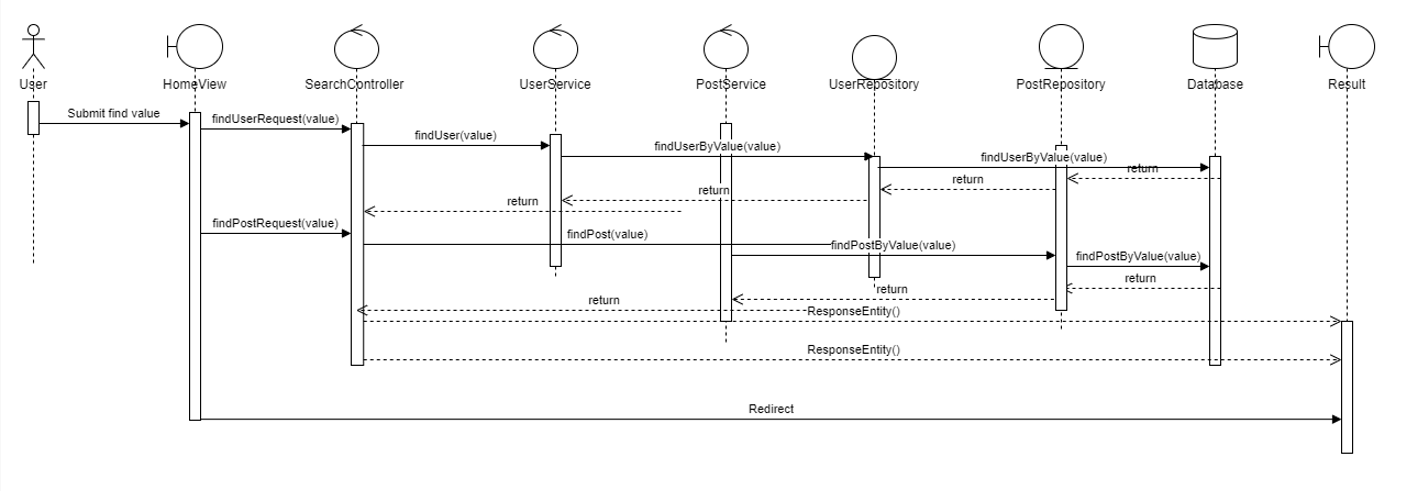 User
HomeView
SearchController
UserService
PostService
UserRepository
PostRepository
Database
Result
Submit find value
findUserRequest(value)
findUser(value)
findUserByValue(value)
findUserByValue(value)
return
return
return
return
findPostRequest(value)
findPost(value)
findPostByValue(value)
findPostByValue(value)
return
return
return
ResponseEntity()
ResponseEntity()
Redirect